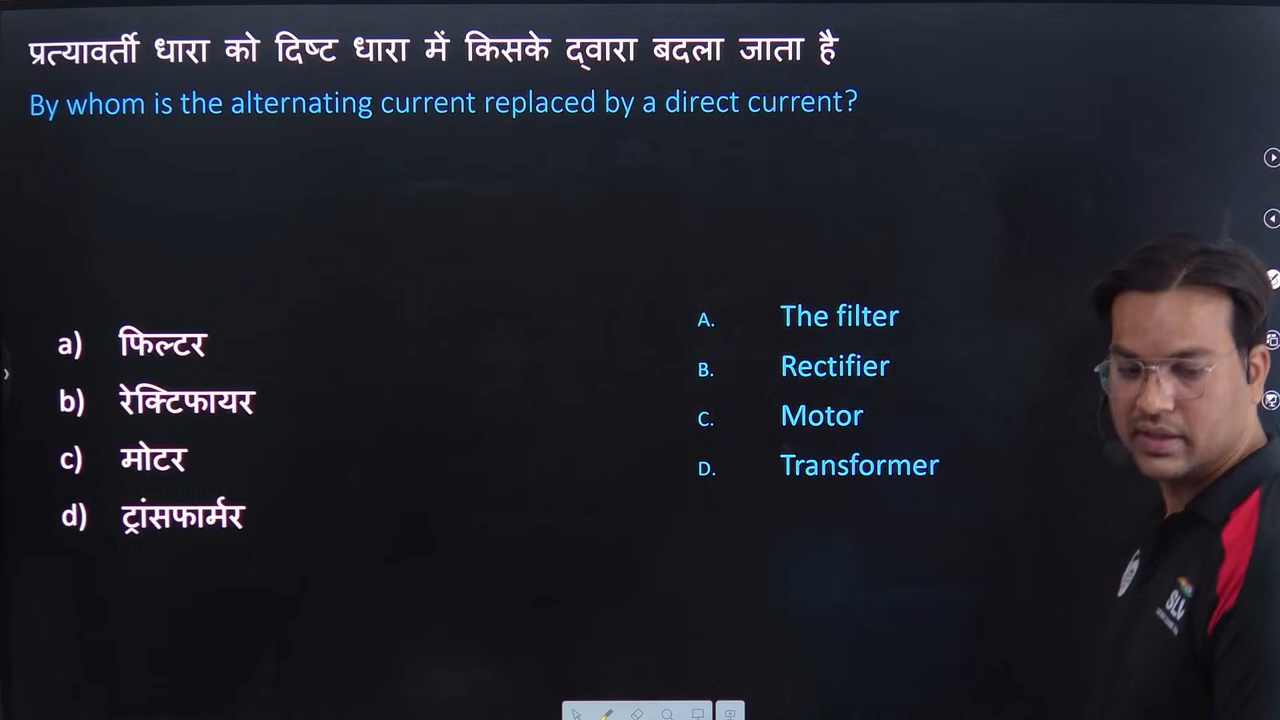 प्रत्यावर्ती धारा को दिष्ट धारा में किसके द्वारा बदला जाता है
By whom is the alternating current replaced by a direct current?
a) फिल्टर
b) रेक्टिफायर
c) मोटर
d) ट्रांसफार्मर
A. The filter
B. Rectifier
C. Motor
D. Transformer